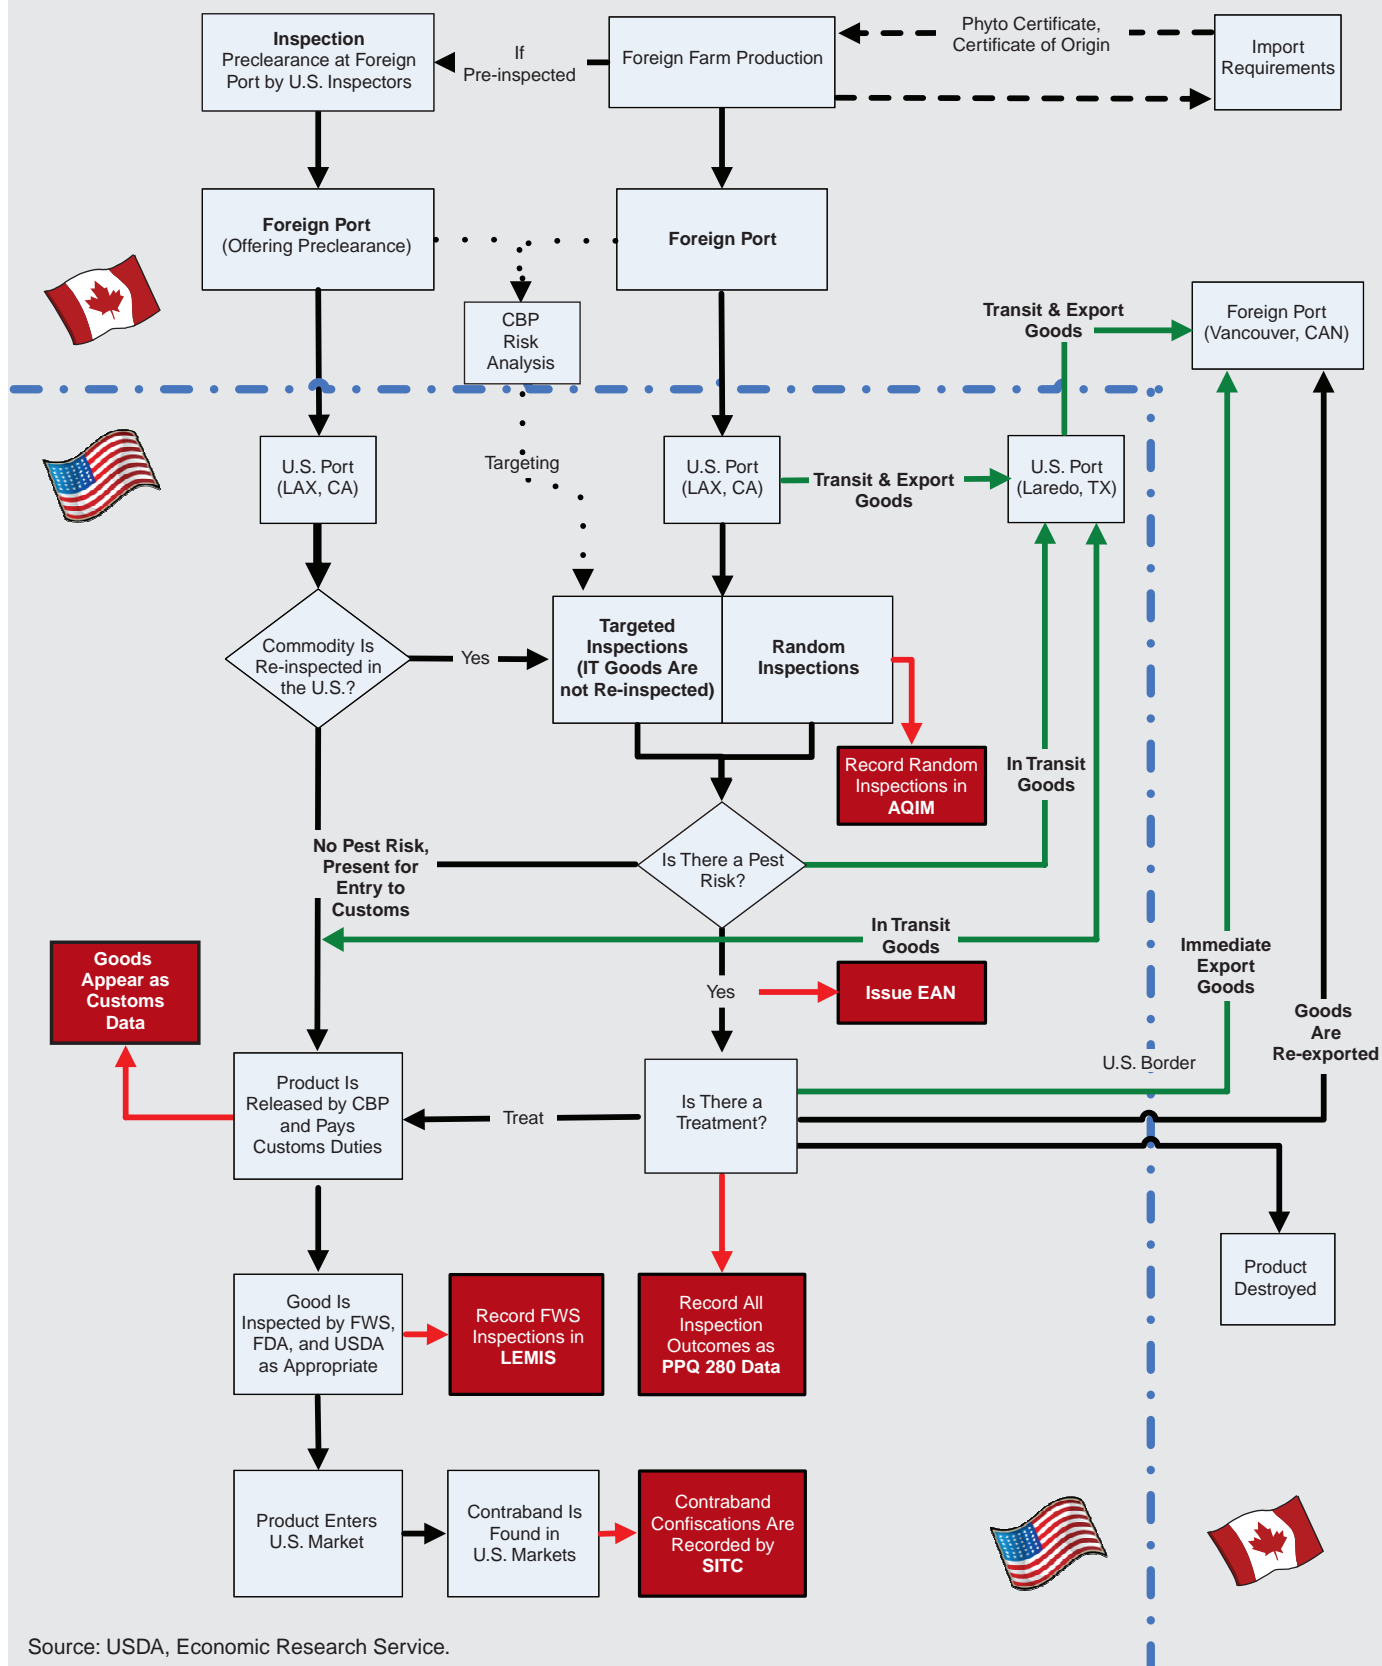 Inspection
Preclearance at Foreign
Port by U.S. Inspectors
If
Pre-inspected
Foreign Farm Production
Phyto Certificate,
Certificate of Origin
Import
Requirements
Foreign Port
(Offering Preclearance)
Foreign Port
CBP
Risk
Analysis
Transit & Export
Goods
Foreign Port
(Vancouver, CAN)
U.S. Port
(LAX, CA)
Targeting
U.S. Port
(LAX, CA)
Transit & Export
Goods
U.S. Port
(Laredo, TX)
Commodity Is
Re-inspected in
the U.S.?
Yes
Targeted
Inspections
(IT Goods Are
not Re-inspected)
Random
Inspections
Record Random
Inspections in
AQIM
In Transit
Goods
No Pest Risk,
Present for
Entry to
Customs
Is There a Pest
Risk?
In Transit
Goods
Goods
Appear as
Customs
Data
Yes
Issue EAN
Immediate
Export
Goods
Goods
Are
Re-exported
U.S. Border
Product Is
Released by CBP
and Pays
Customs Duties
Treat
Is There a
Treatment?
Product
Destroyed
Good Is
Inspected by FWS,
FDA, and USDA
as Appropriate
Record FWS
Inspections in
LEMIS
Record All
Inspection
Outcomes as
PPQ 280 Data
Product Enters
U.S. Market
Contraband Is
Found in
U.S. Markets
Contraband
Confiscations Are
Recorded by
SITC
Source: USDA, Economic Research Service.